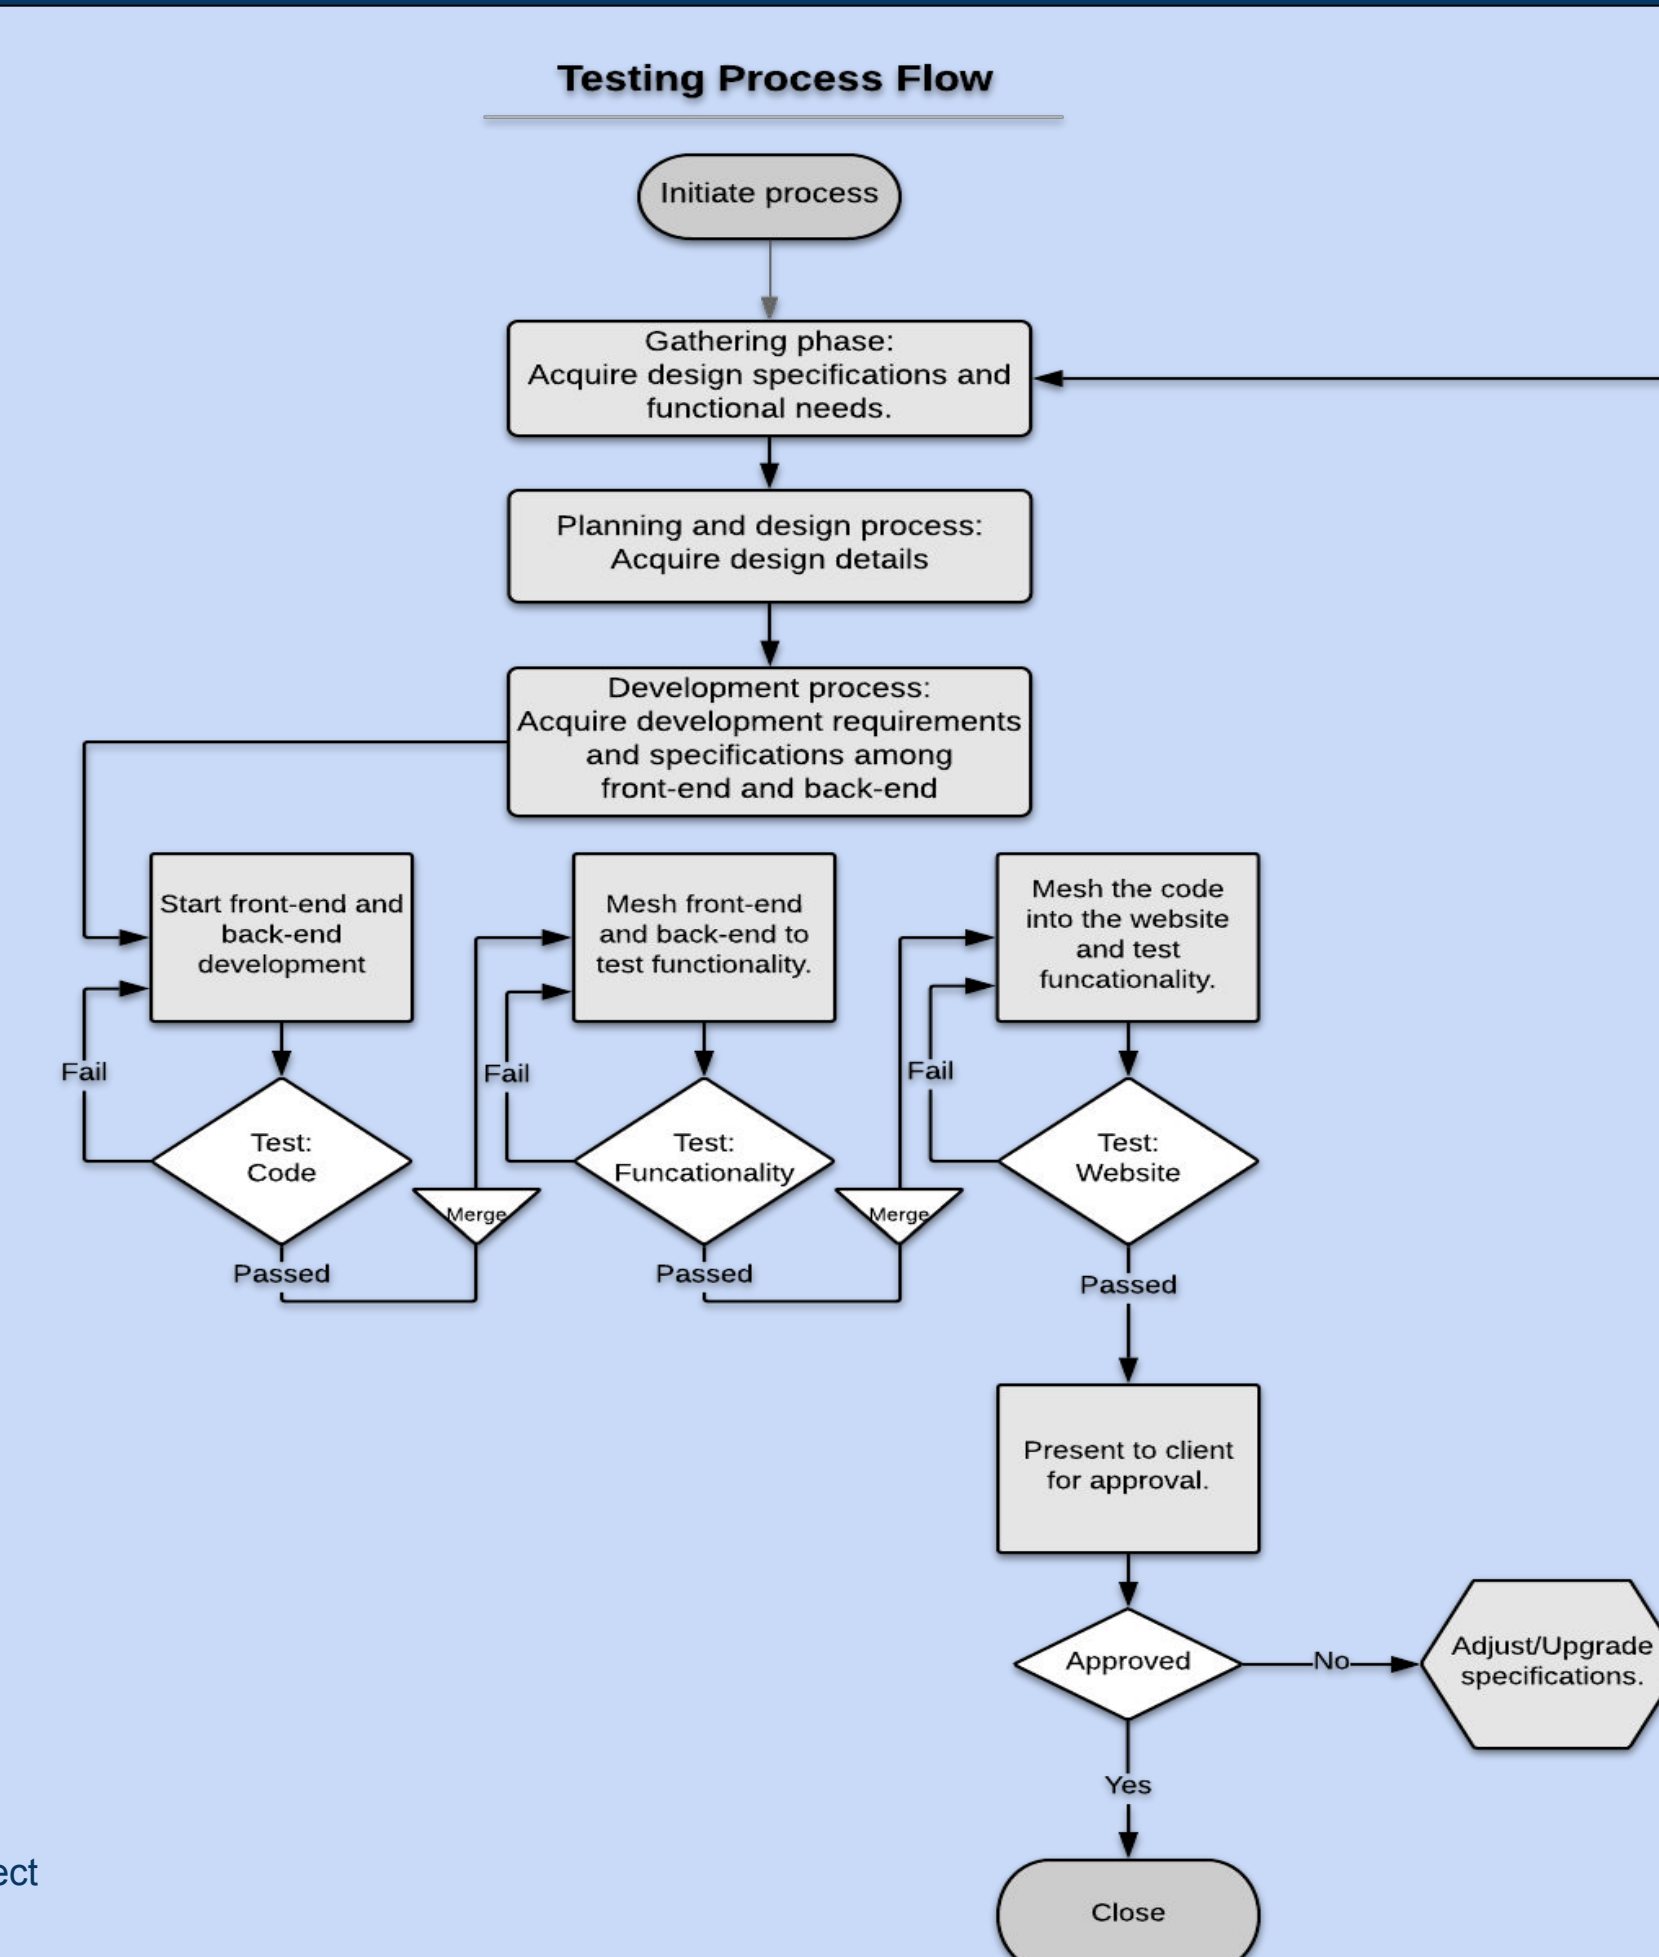 Testing Process Flow
Initiate process
Gathering phase:
Acquire design specifications and
functional needs.
Planning and design process:
Acquire design details
Development process:
Acquire development requirements
and specifications among
front-end and back-end
Start front-end and
back-end
development
Mesh front-end
and back-end to
test functionality.
Mesh the code
into the website
and test
funcationality.
Fail
Fail
Fail
Test:
Code
Test:
Funcationality
Test:
Website
Merge
Merge
Passed
Passed
Passed
Present to client
for approval.
Approved
No
Adjust/Upgrade
specifications.
Yes
ect
Close